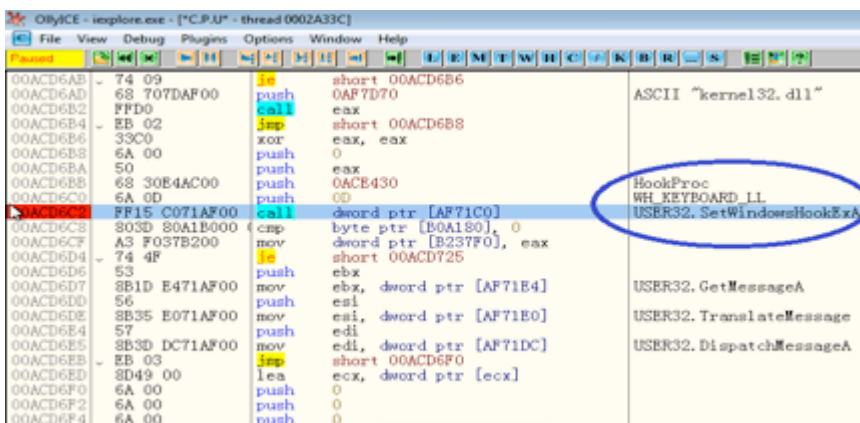 OllyICE - iexplore.exe - [*C.P.U* - thread 0002A33C]
File View Debug Plugins Options Window Help
Paused L E M T W H C / K B R ... S
00ACD6AB 74 09 je short 00ACD6B6
00ACD6AD 68 707DAF00 push 0AF7D70 ASCII "kernel32.dll"
00ACD6B2 FFD0 call eax
00ACD6B4 EB 02 jmp short 00ACD6B8
00ACD6B6 33C0 xor eax, eax
00ACD6B8 6A 00 push 0
00ACD6BA 50 push eax
00ACD6BB 68 30E4AC00 push 0ACE430 HookProc
00ACD6C0 6A 0D push 0D WH_KEYBOARD_LL
00ACD6C2 FF15 C071AF00 call dword ptr [AF71C0] USER32.SetWindowsHookExA
00ACD6C8 803D 80A1B000 ( cmp byte ptr [B0A180], 0
00ACD6CF A3 F037B200 mov dword ptr [B237F0], eax
00ACD6D4 74 4F je short 00ACD725
00ACD6D6 53 push ebx
00ACD6D7 8B1D E471AF00 mov ebx, dword ptr [AF71E4] USER32.GetMessageA
00ACD6DD 56 push esi
00ACD6DE 8B35 E071AF00 mov esi, dword ptr [AF71E0] USER32.TranslateMessage
00ACD6E4 57 push edi
00ACD6E5 8B3D DC71AF00 mov edi, dword ptr [AF71DC] USER32.DispatchMessageA
00ACD6EB EB 03 jmp short 00ACD6F0
00ACD6ED 8D49 00 lea ecx, dword ptr [ecx]
00ACD6F0 6A 00 push 0
00ACD6F2 6A 00 push 0
00ACD6F4 6A 00 push 0